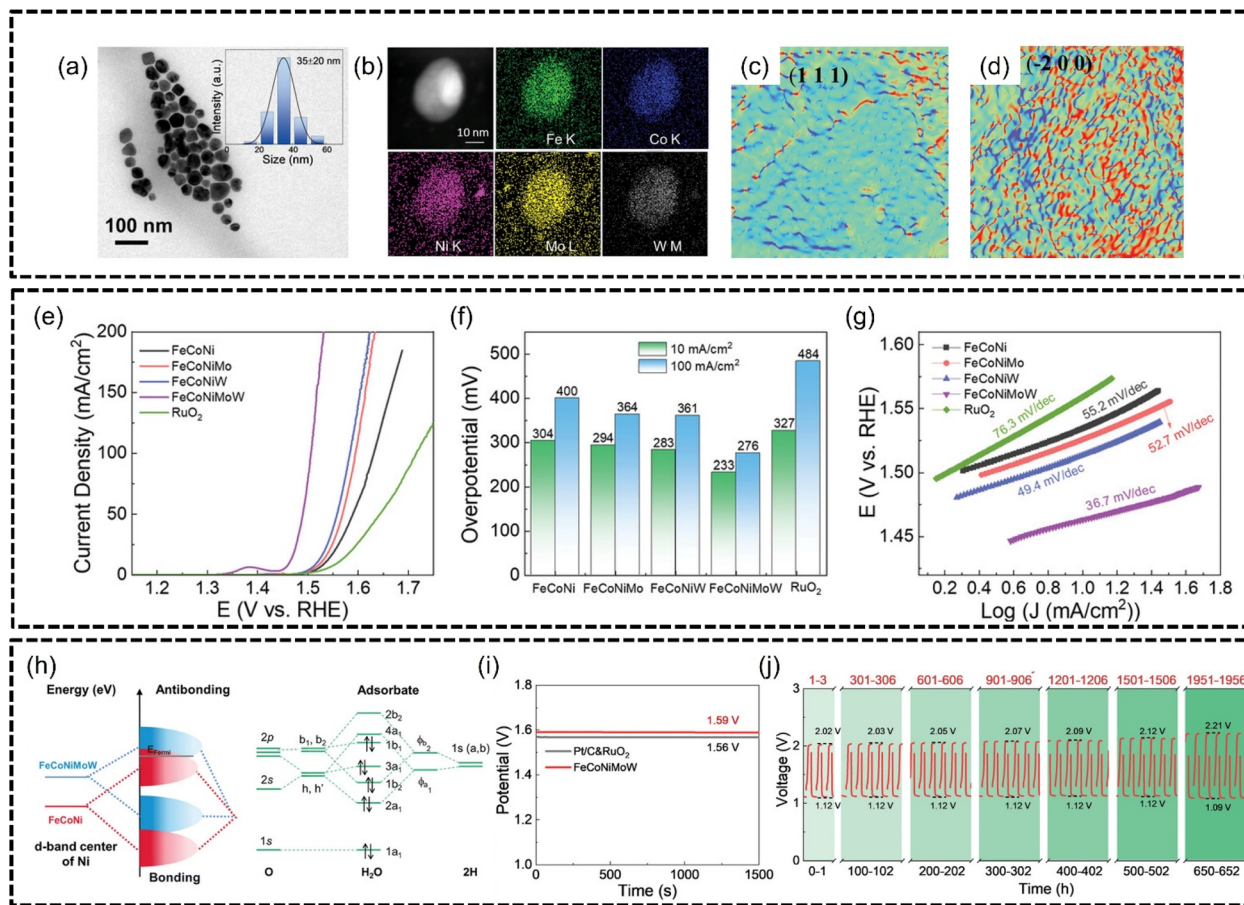 (a)
35±20 nm
Intensity (a.u.)
20 40 60
Size (nm)
100 nm
(b)
10 nm
Fe K
Co K
Ni K
Mo L
W M
(c)
(1 1 1)
(d)
(-2 0 0)
(e)
FeCoNi
FeCoNiMo
FeCoNiW
FeCoNiMoW
RuO2
Current Density (mA/cm²)
200
150
100
50
0
1.2 1.3 1.4 1.5 1.6 1.7
E (V vs. RHE)
(f)
10 mA/cm²
100 mA/cm²
Overpotential (mV)
500
400
300
200
100
0
304 400 294 364 283 361 233 276 327 484
FeCoNi FeCoNiMo FeCoNiW FeCoNiMoW RuO2
(g)
FeCoNi
FeCoNiMo
FeCoNiW
FeCoNiMoW
RuO2
76.3 mV/dec
55.2 mV/dec
52.7 mV/dec
49.4 mV/dec
36.7 mV/dec
E (V vs. RHE)
1.60
1.55
1.50
1.45
0.0 0.4 0.8 1.2 1.6 2.0
Log (J (mA/cm²))
(h)
Energy (eV)
Antibonding
EFermi
FeCoNiMoW
FeCoNi
d-band center
of Ni
Bonding
Adsorbate
2p
2s
1s
b1, b2
h, h'
2b2
4a1
1b1
3a1
1b2
2a1
1a1
ϕb2
ϕa1
1s (a,b)
O
H2O
2H
(i)
Potential (V)
1.8
1.6
1.4
1.2
1.0
1.59 V
1.56 V
Pt/C&RuO2
FeCoNiMoW
0 500 1000 1500
Time (s)
(j)
1-3 301-306 601-606 901-906 1201-1206 1501-1506 1951-1956
Voltage (V)
3
2
1
0
2.02 V 2.03 V 2.05 V 2.07 V 2.09 V 2.12 V 2.21 V
1.12 V 1.12 V 1.12 V 1.12 V 1.12 V 1.12 V 1.09 V
0-1 100-102 200-202 300-302 400-402 500-502 650-652
Time (h)